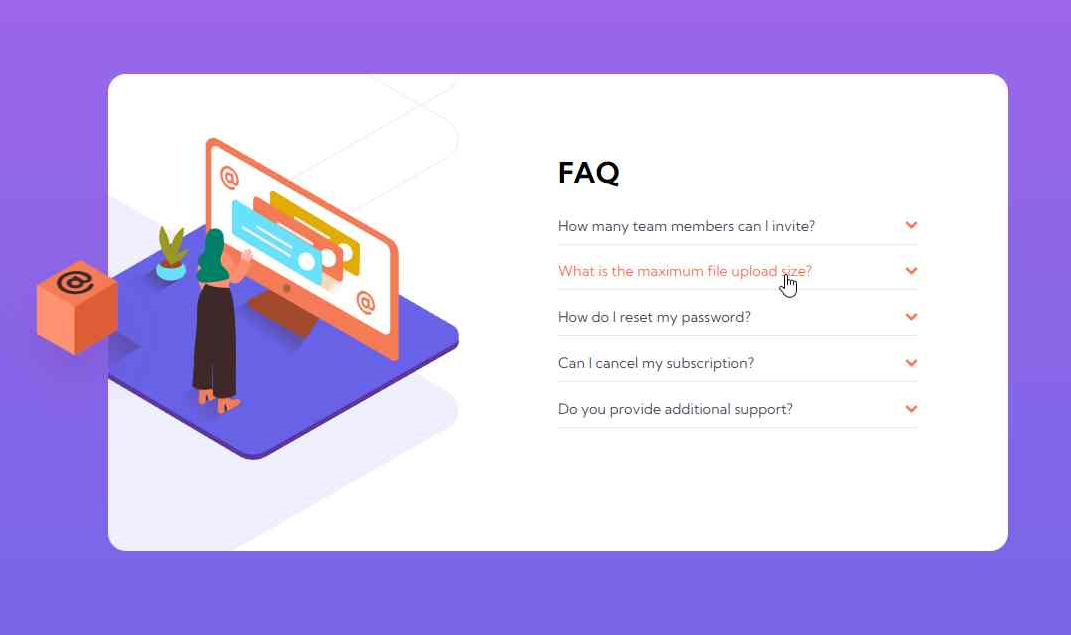 @
@
@
FAQ
How many team members can I invite?
What is the maximum file upload size?
How do I reset my password?
Can I cancel my subscription?
Do you provide additional support?